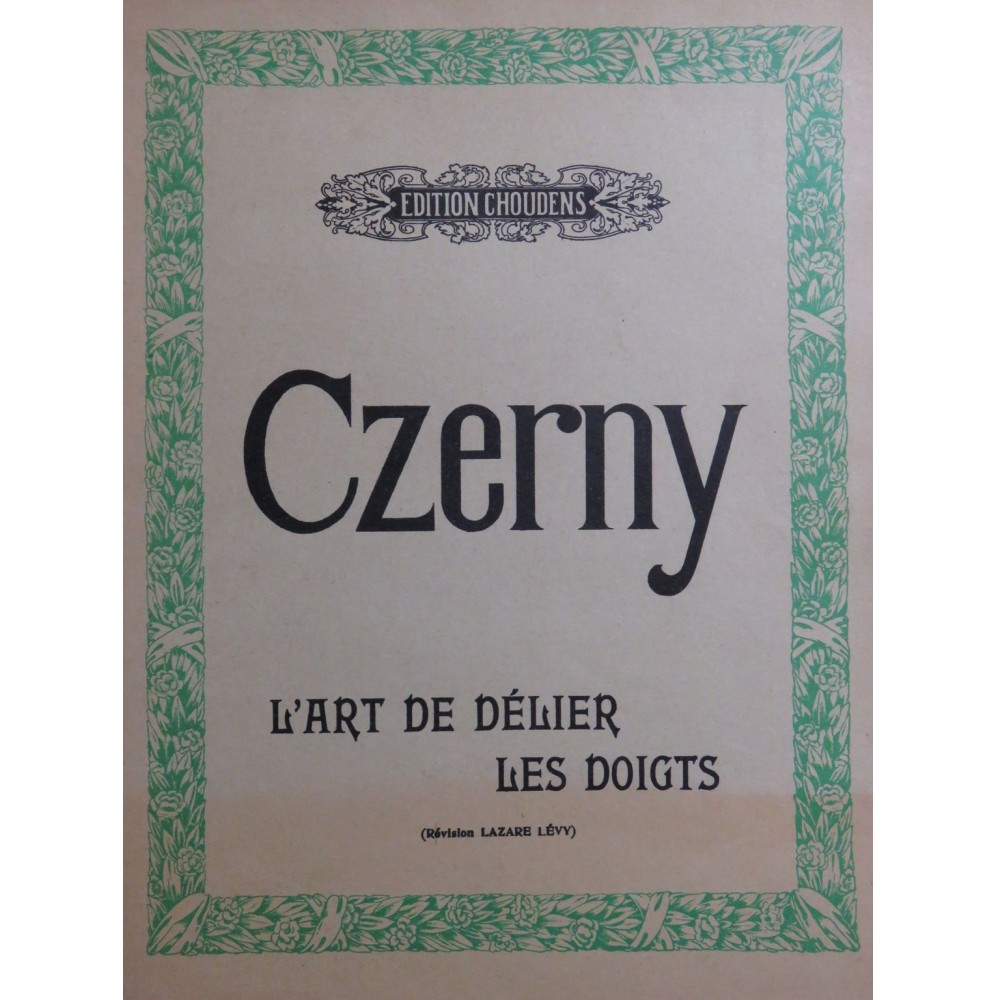 EDITION CHOUDENS
Czerny
L'ART DE DÉLIER
LES DOIGTS
(Révision LAZARE LÉVY)